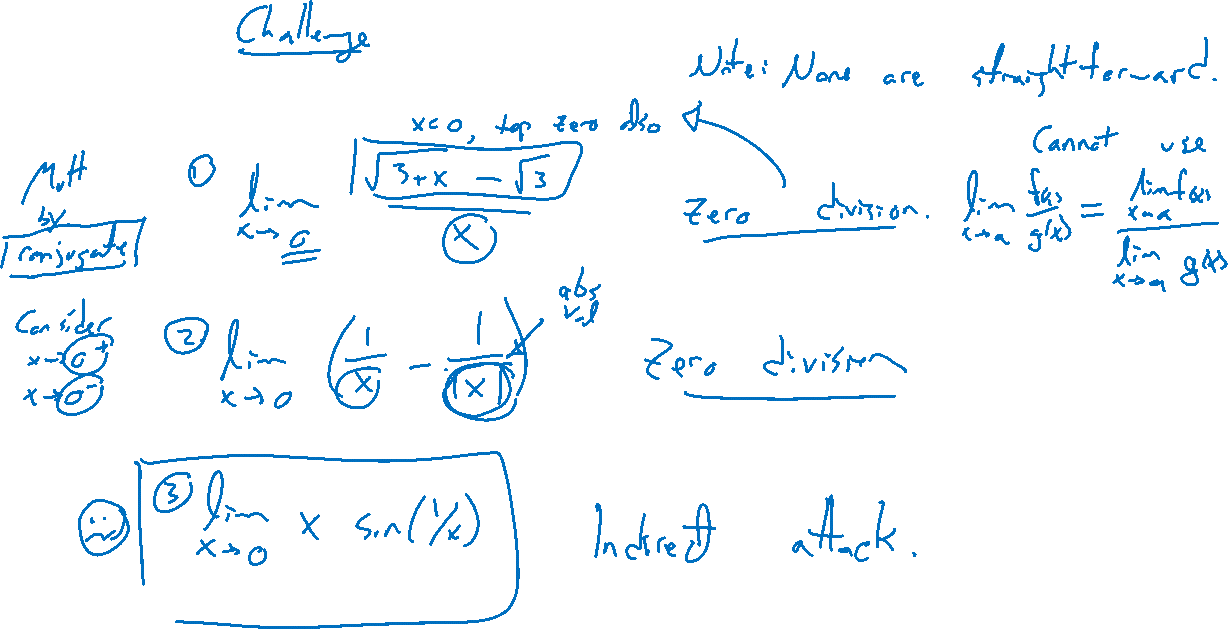 Challenge
Note: None are straightforward.
x=0, top zero also
Cannot use
Mult by conjugate
① lim x→0 (√(3+x) − √3) / x
Zero division.
lim x→a f(x)/g(x) = lim x→a f(x) / lim x→a g(x)
Consider
x→0⁺
x→0⁻
② lim x→0 (1/x − 1/|x|)
abs val
Zero division
③ lim x→0 x sin(1/x)
Indirect attack.